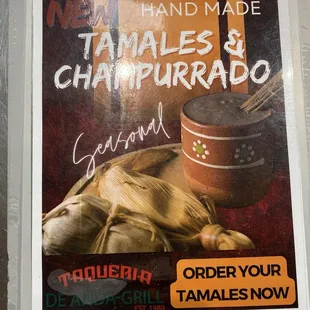 NEW
HAND MADE
TAMALES &
CHAMPURRADO
Seasonal
TAQUERIA
DE ANDA-GRILL
EST 1980
ORDER YOUR
TAMALES NOW